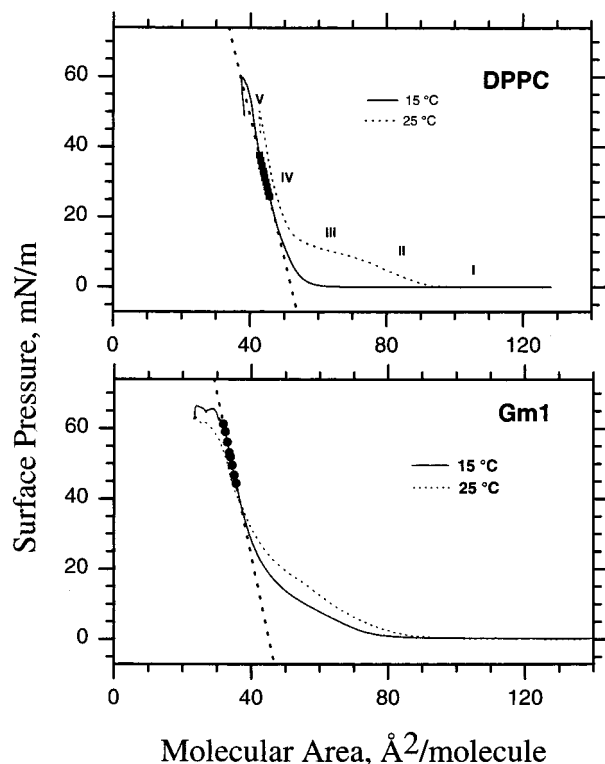 DPPC
15 °C
25 °C
V
IV
III
II
I
60
40
20
0
0 40 80 120
Gm1
15 °C
25 °C
60
40
20
0
0 40 80 120
Surface Pressure, mN/m
Molecular Area, Å2/molecule